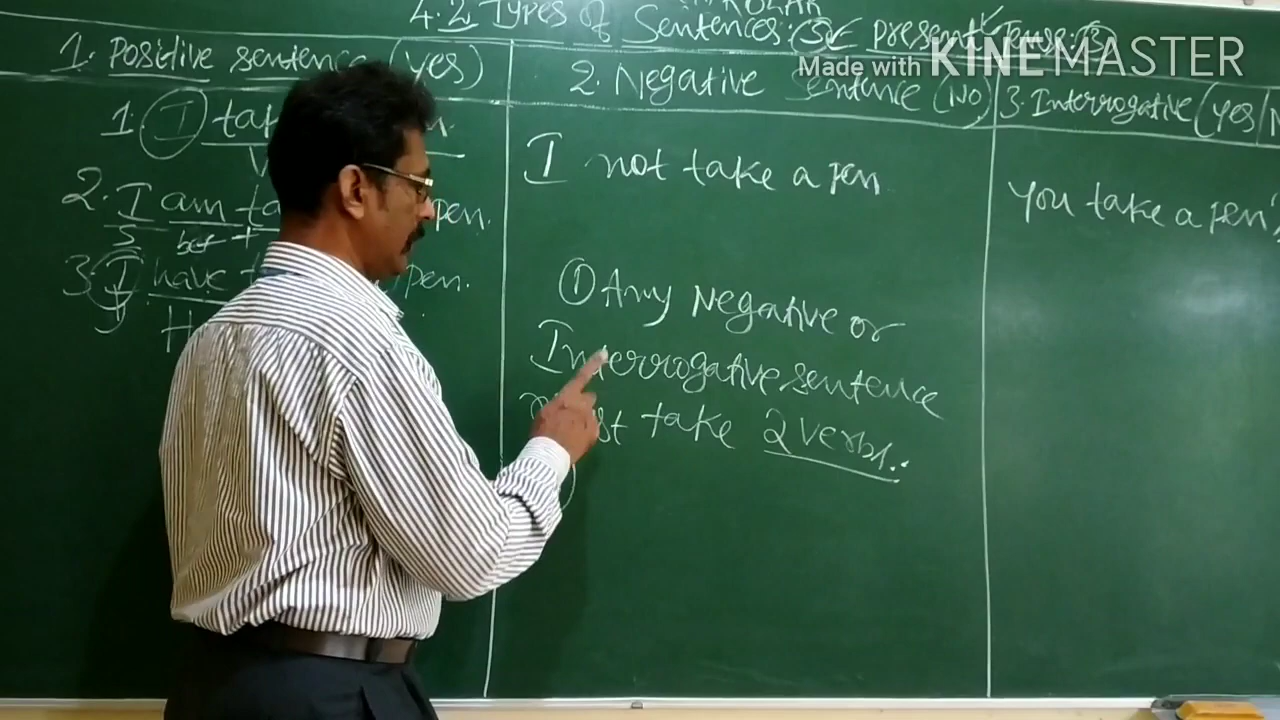 4.2 Types of Sentences: Present Tense:
Made with KINEMASTER
1. Positive sentence (yes)
1. I
2. I am pen.
S
3. I have pen.
2. Negative Sentence (No)
I not take a pen
① Any Negative or
Interrogative sentence
take 2 verbs.
3. Interrogative (yes/
You take a pen?